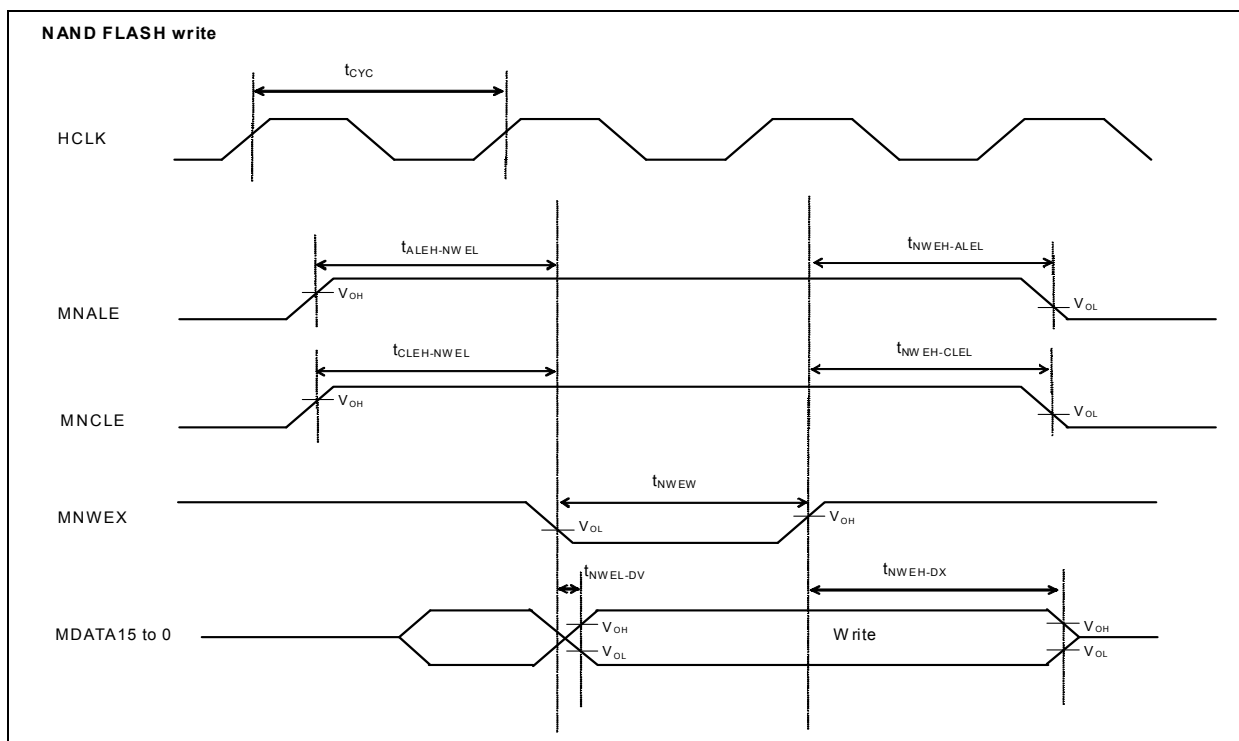 NAND FLASH write
tCYC
HCLK
tALEH-NWEL
tNWEH-ALEL
VOH
MNALE
VOL
tCLEH-NWEL
tNWEH-CLEL
VOH
MNCLE
VOL
tNWEW
MNWEX
VOL
VOH
tNWEL-DV
tNWEH-DX
MDATA15 to 0
VOH
Write
VOH
VOL
VOL